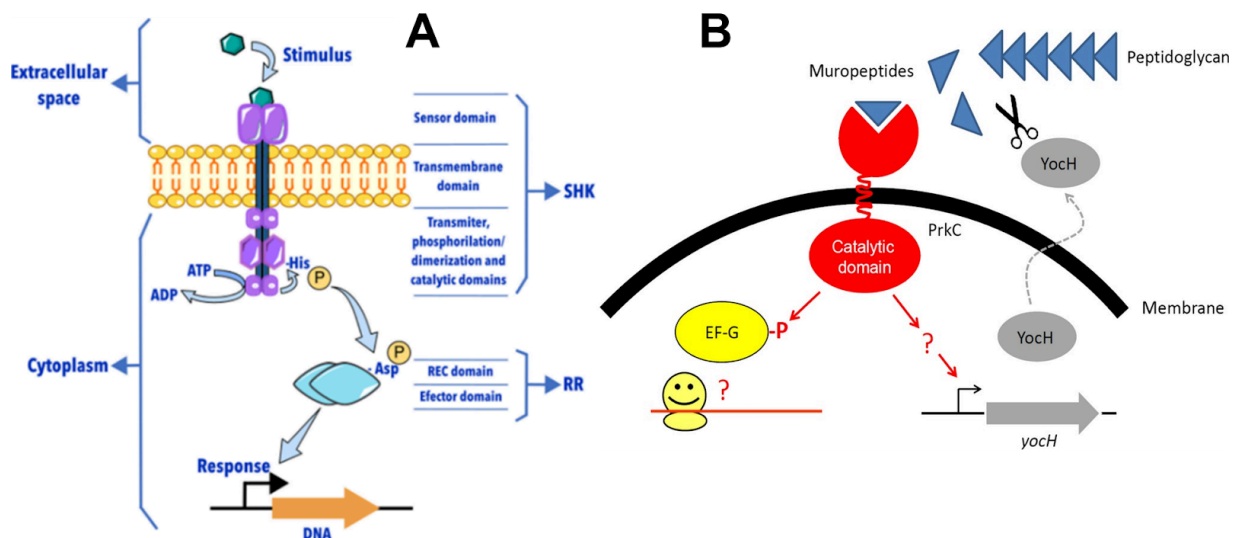 A
Stimulus
Extracellular
space
Sensor domain
Transmembrane
domain
SHK
Transmiter,
phosphorilation/
dimerization and
catalytic domains
-His
P
ATP
ADP
P
Cytoplasm
- Asp
REC domain
Efector domain
RR
Response
DNA
B
Muropeptides
Peptidoglycan
YocH
PrkC
Catalytic
domain
Membrane
EF-G
-P
YocH
?
?
yocH